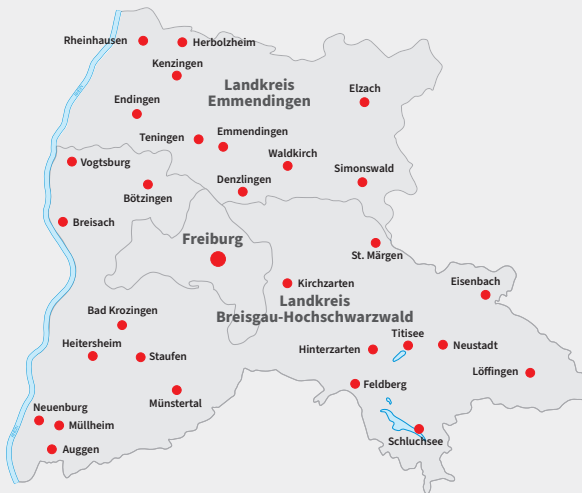 Rheinhausen
Herbolzheim
Kenzingen
Landkreis
Emmendingen
Elzach
Endingen
Teningen
Emmendingen
Waldkirch
Vogtsburg
Simonswald
Denzlingen
Bötzingen
Breisach
Freiburg
St. Märgen
Kirchzarten
Eisenbach
Landkreis
Breisgau-Hochschwarzwald
Bad Krozingen
Titisee
Heitersheim
Hinterzarten
Neustadt
Staufen
Löffingen
Feldberg
Münstertal
Neuenburg
Müllheim
Schluchsee
Auggen